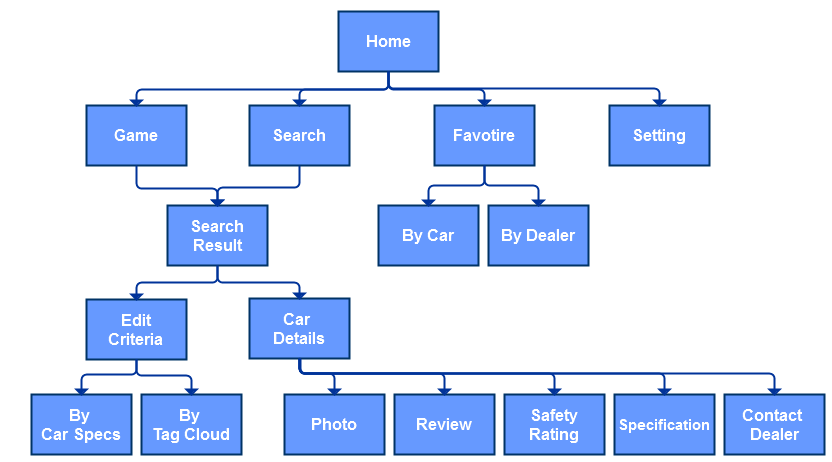 Home
Game
Search
Favotire
Setting
Search
Result
By Car
By Dealer
Edit
Criteria
Car
Details
By
Car Specs
By
Tag Cloud
Photo
Review
Safety
Rating
Specification
Contact
Dealer